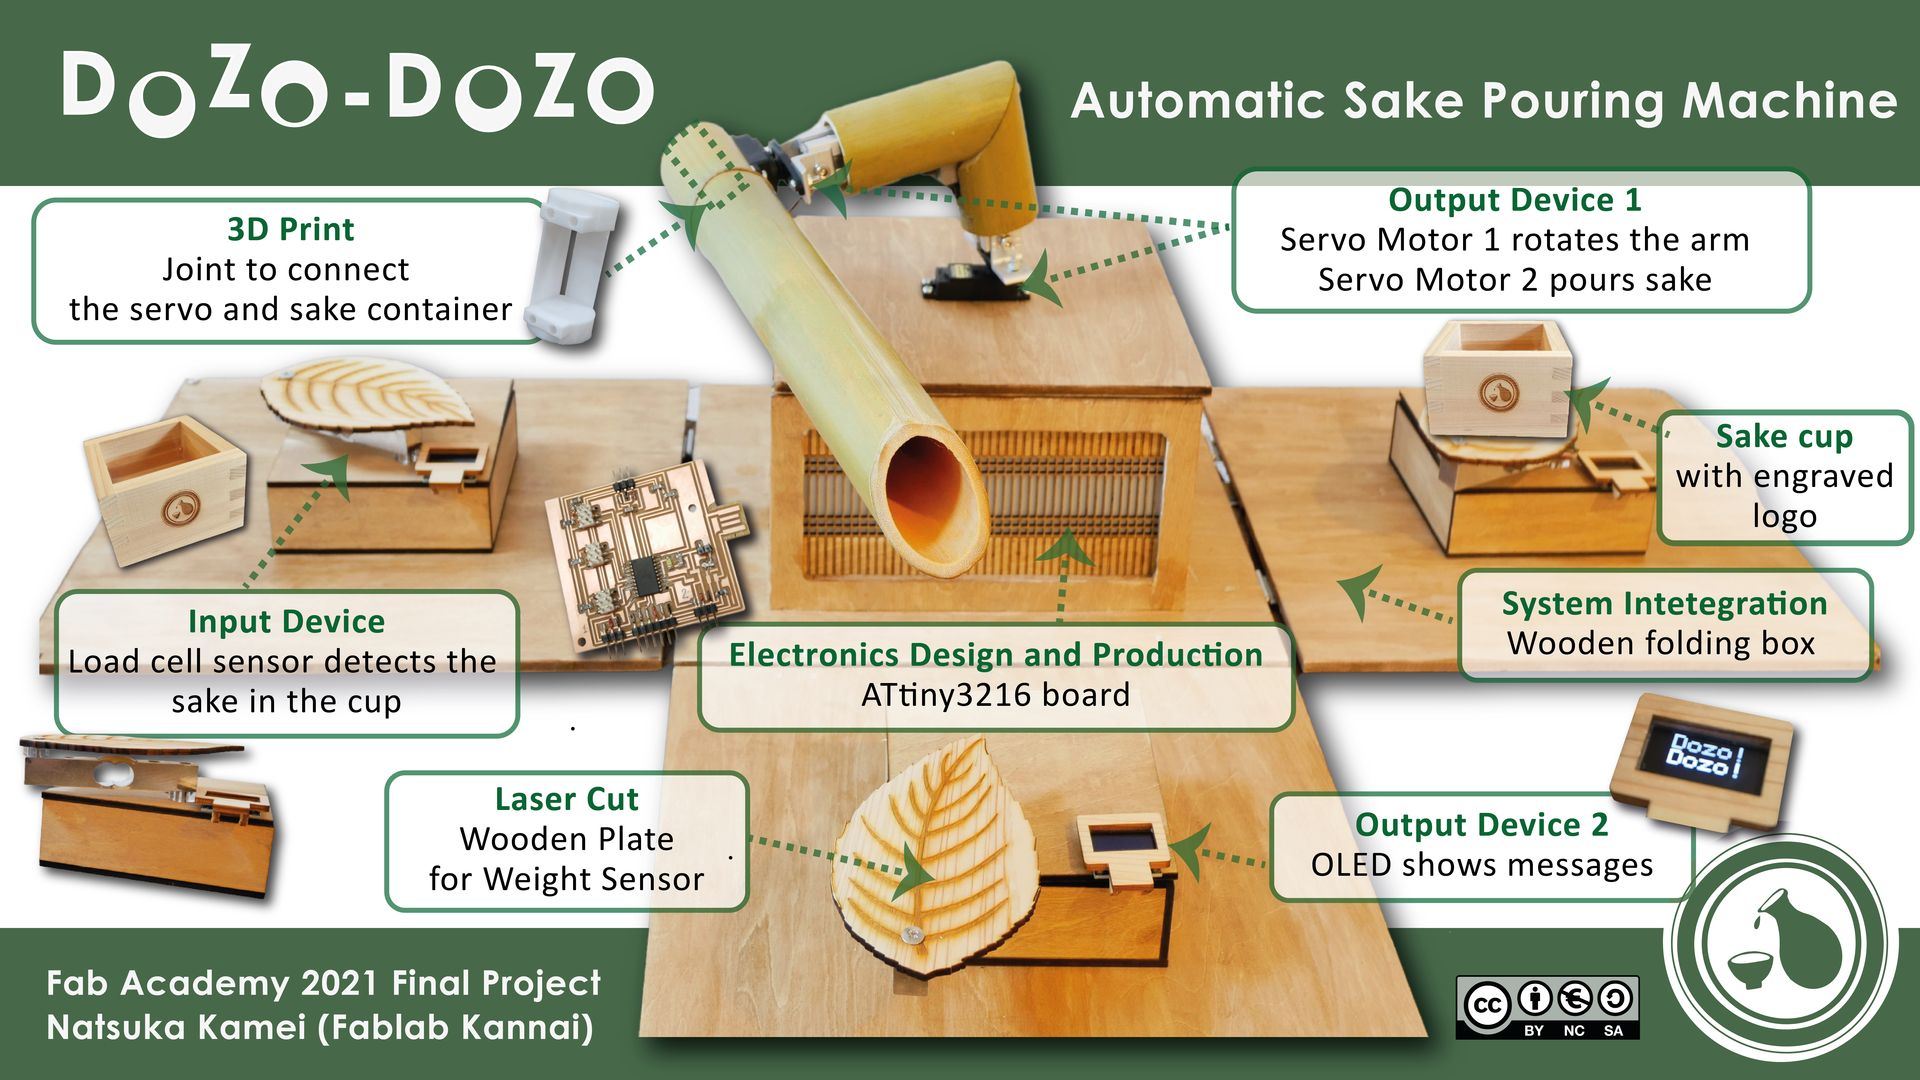 DoZo-DoZo
Automatic Sake Pouring Machine
3D Print
Joint to connect
the servo and sake container
Output Device 1
Servo Motor 1 rotates the arm
Servo Motor 2 pours sake
Sake cup
with engraved
logo
Input Device
Load cell sensor detects the
sake in the cup
Electronics Design and Production
ATtiny3216 board
System Intetegration
Wooden folding box
Dozo!
Dozo!
Laser Cut
Wooden Plate
for Weight Sensor
Output Device 2
OLED shows messages
Fab Academy 2021 Final Project
Natsuka Kamei (Fablab Kannai)
cc
BY NC SA